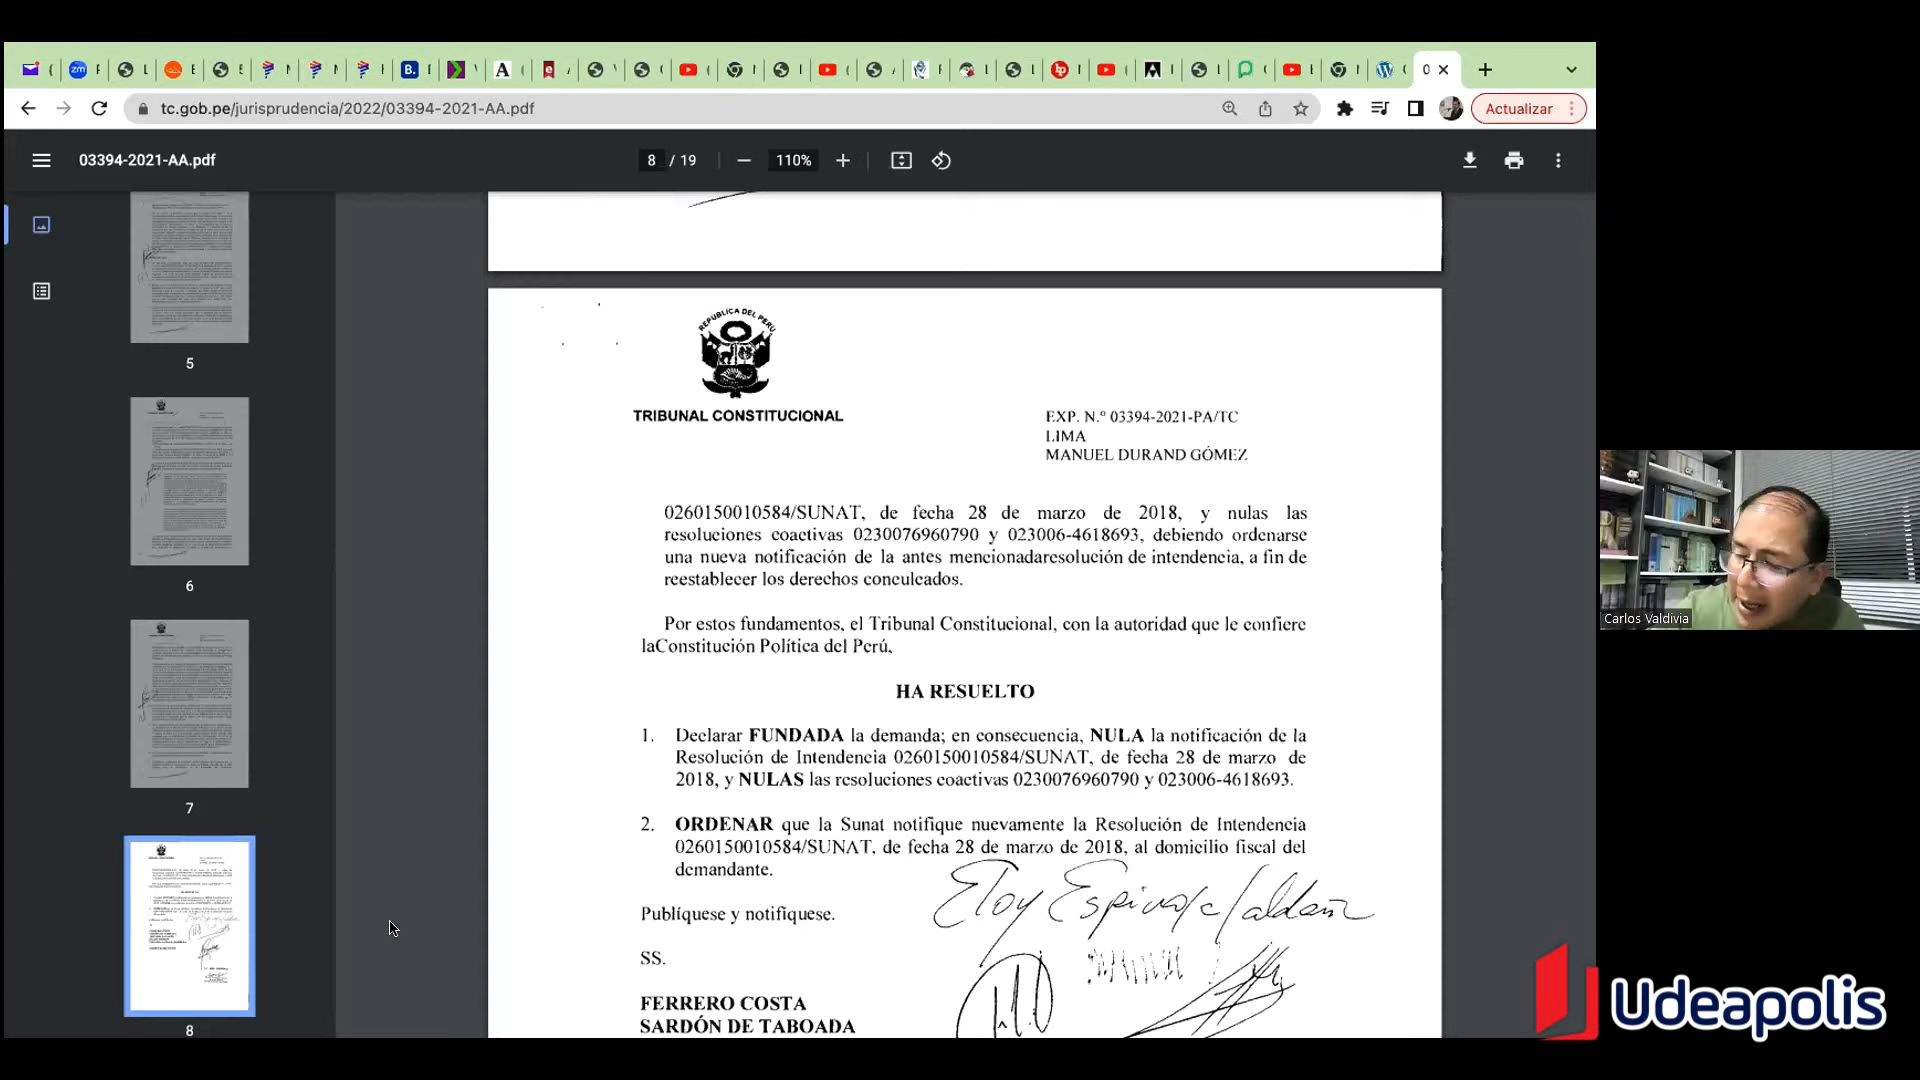 0
tc.gob.pe/jurisprudencia/2022/03394-2021-AA.pdf
Actualizar
03394-2021-AA.pdf
8 / 19
110%
5
6
7
8
REPUBLICA DEL PERU
TRIBUNAL CONSTITUCIONAL
EXP. N.º 03394-2021-PA/TC
LIMA
MANUEL DURAND GÓMEZ
0260150010584/SUNAT, de fecha 28 de marzo de 2018, y nulas las
resoluciones coactivas 0230076960790 y 023006-4618693, debiendo ordenarse
una nueva notificación de la antes mencionadaresolución de intendencia, a fin de
reestablecer los derechos conculcados.
Por estos fundamentos, el Tribunal Constitucional, con la autoridad que le confiere
laConstitución Política del Perú,
HA RESUELTO
1. Declarar FUNDADA la demanda; en consecuencia, NULA la notificación de la
Resolución de Intendencia 0260150010584/SUNAT, de fecha 28 de marzo de
2018, y NULAS las resoluciones coactivas 0230076960790 y 023006-4618693.
2. ORDENAR que la Sunat notifique nuevamente la Resolución de Intendencia
0260150010584/SUNAT, de fecha 28 de marzo de 2018, al domicilio fiscal del
demandante.
Publíquese y notifíquese.
Eloy Espinosa Saldaña
SS.
FERRERO COSTA
SARDÓN DE TABOADA
Carlos Valdivia
Udeapolis